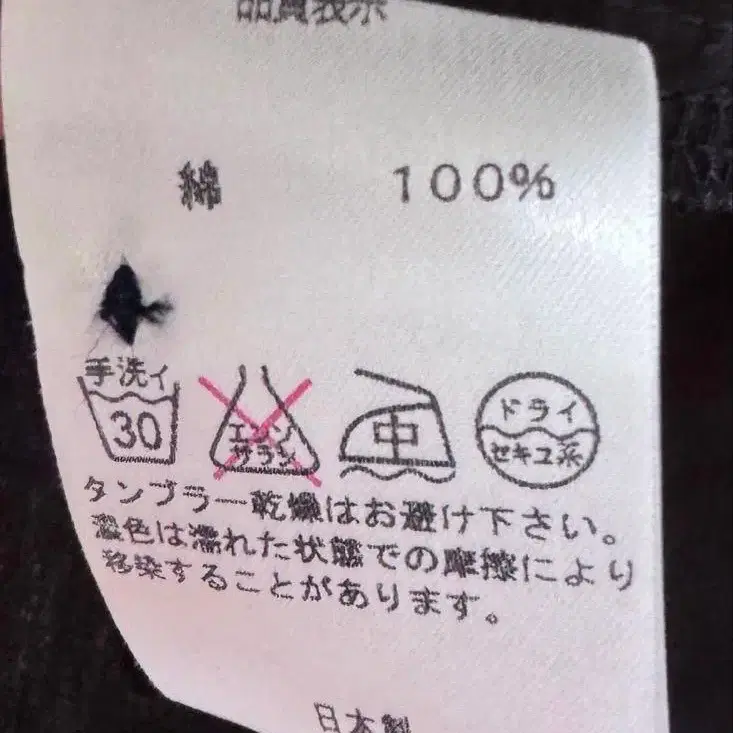 品質表示
綿 100%
手洗イ 30 エンソサラシ 中 ドライ セキユ系
タンブラー乾燥はお避け下さい。
濃色は濡れた状態での摩擦により
移染することがあります。
日本製